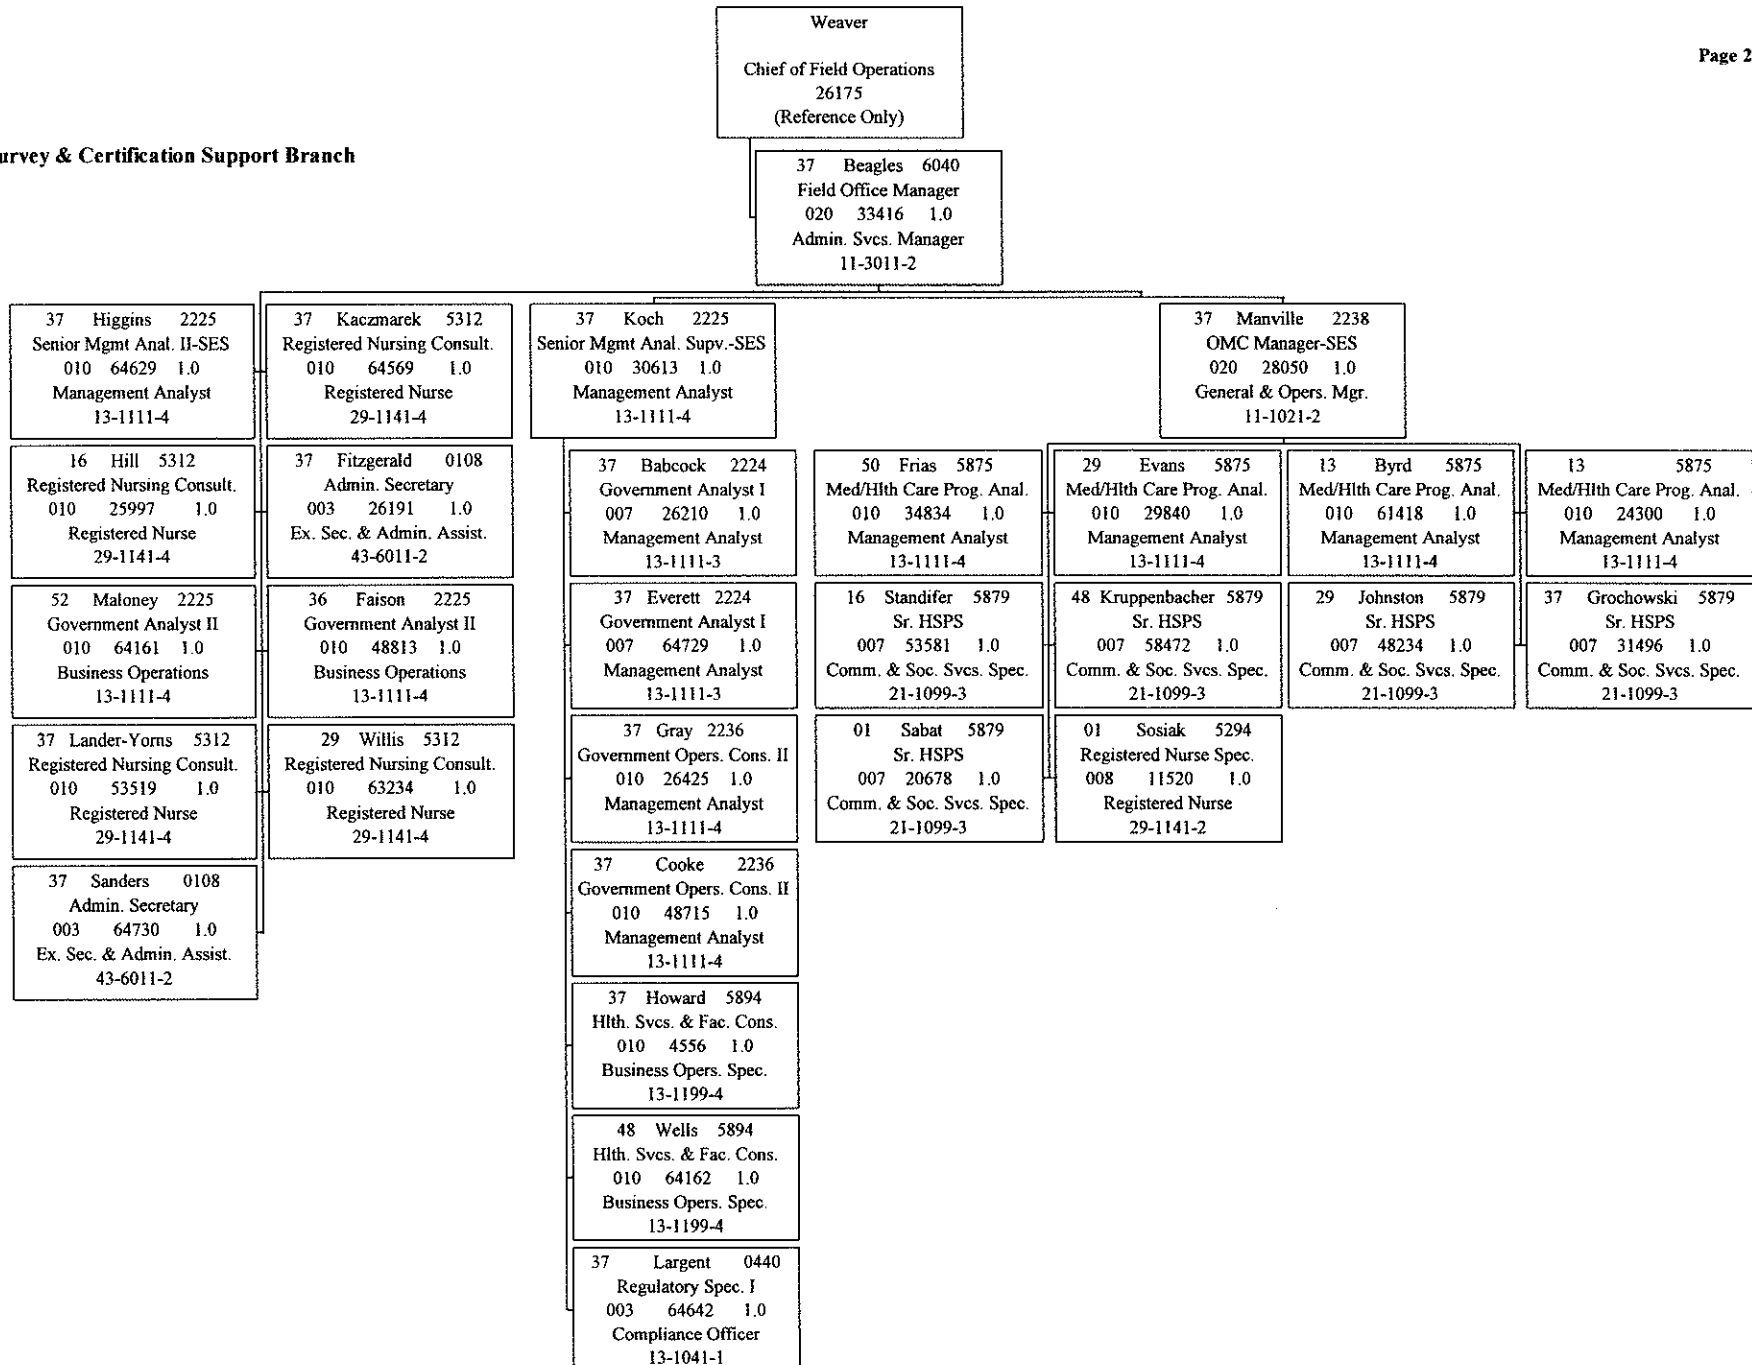 Weaver
Chief of Field Operations
26175
(Reference Only)
Page 2
urvey & Certification Support Branch
37 Beagles 6040
Field Office Manager
020 33416 1.0
Admin. Svcs. Manager
11-3011-2
37 Higgins 2225
Senior Mgmt Anal. II-SES
010 64629 1.0
Management Analyst
13-1111-4
37 Kaczmarek 5312
Registered Nursing Consult.
010 64569 1.0
Registered Nurse
29-1141-4
37 Koch 2225
Senior Mgmt Anal. Supv.-SES
010 30613 1.0
Management Analyst
13-1111-4
37 Manville 2238
OMC Manager-SES
020 28050 1.0
General & Opers. Mgr.
11-1021-2
16 Hill 5312
Registered Nursing Consult.
010 25997 1.0
Registered Nurse
29-1141-4
37 Fitzgerald 0108
Admin. Secretary
003 26191 1.0
Ex. Sec. & Admin. Assist.
43-6011-2
52 Maloney 2225
Government Analyst II
010 64161 1.0
Business Operations
13-1111-4
36 Faison 2225
Government Analyst II
010 48813 1.0
Business Operations
13-1111-4
37 Lander-Yorns 5312
Registered Nursing Consult.
010 53519 1.0
Registered Nurse
29-1141-4
29 Willis 5312
Registered Nursing Consult.
010 63234 1.0
Registered Nurse
29-1141-4
37 Sanders 0108
Admin. Secretary
003 64730 1.0
Ex. Sec. & Admin. Assist.
43-6011-2
37 Babcock 2224
Government Analyst I
007 26210 1.0
Management Analyst
13-1111-3
37 Everett 2224
Government Analyst I
007 64729 1.0
Management Analyst
13-1111-3
37 Gray 2236
Government Opers. Cons. II
010 26425 1.0
Management Analyst
13-1111-4
37 Cooke 2236
Government Opers. Cons. II
010 48715 1.0
Management Analyst
13-1111-4
37 Howard 5894
Hlth. Svcs. & Fac. Cons.
010 4556 1.0
Business Opers. Spec.
13-1199-4
48 Wells 5894
Hlth. Svcs. & Fac. Cons.
010 64162 1.0
Business Opers. Spec.
13-1199-4
37 Largent 0440
Regulatory Spec. I
003 64642 1.0
Compliance Officer
13-1041-1
50 Frias 5875
Med/Hlth Care Prog. Anal.
010 34834 1.0
Management Analyst
13-1111-4
29 Evans 5875
Med/Hlth Care Prog. Anal.
010 29840 1.0
Management Analyst
13-1111-4
13 Byrd 5875
Med/Hlth Care Prog. Anal.
010 61418 1.0
Management Analyst
13-1111-4
13 5875
Med/Hlth Care Prog. Anal.
010 24300 1.0
Management Analyst
13-1111-4
16 Standifer 5879
Sr. HSPS
007 53581 1.0
Comm. & Soc. Svcs. Spec.
21-1099-3
48 Kruppenbacher 5879
Sr. HSPS
007 58472 1.0
Comm. & Soc. Svcs. Spec.
21-1099-3
29 Johnston 5879
Sr. HSPS
007 48234 1.0
Comm. & Soc. Svcs. Spec.
21-1099-3
37 Grochowski 5879
Sr. HSPS
007 31496 1.0
Comm. & Soc. Svcs. Spec.
21-1099-3
01 Sabat 5879
Sr. HSPS
007 20678 1.0
Comm. & Soc. Svcs. Spec.
21-1099-3
01 Sosiak 5294
Registered Nurse Spec.
008 11520 1.0
Registered Nurse
29-1141-2